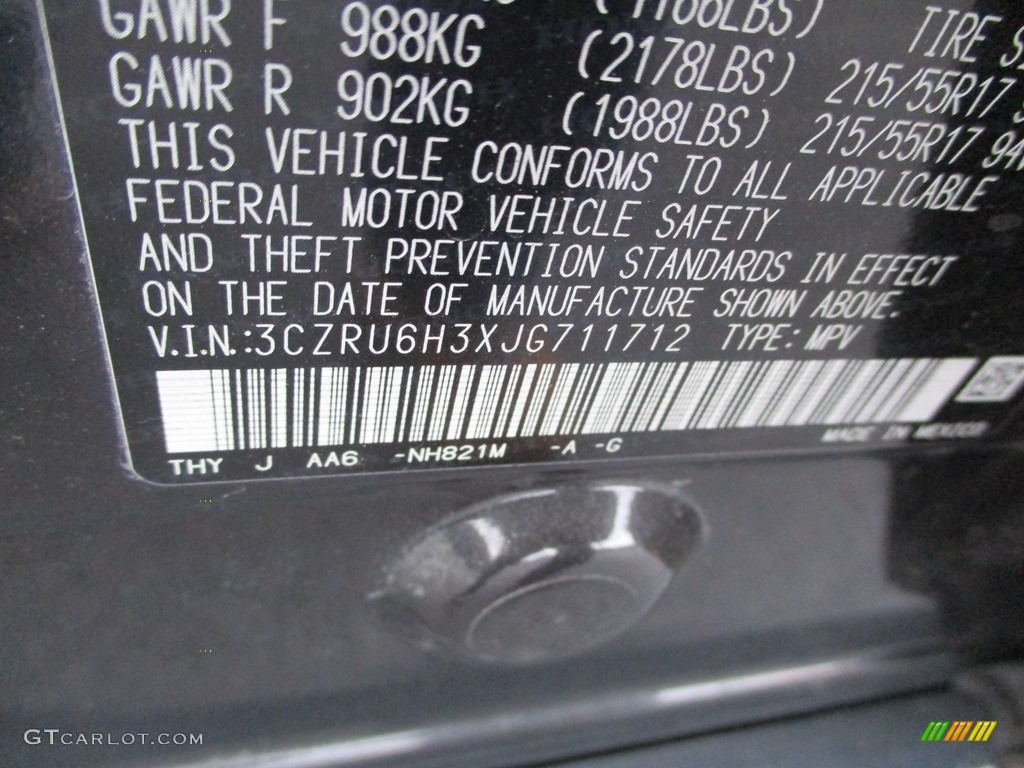 GAWR F 988KG (2178LBS) 215/55R17
GAWR R 902KG (1988LBS) 215/55R17 94
THIS VEHICLE CONFORMS TO ALL APPLICABLE
FEDERAL MOTOR VEHICLE SAFETY
AND THEFT PREVENTION STANDARDS IN EFFECT
ON THE DATE OF MANUFACTURE SHOWN ABOVE.
V.I.N.:3CZRU6H3XJG711712 TYPE: MPV
THY J AA6 -NH821M -A -G MADE IN MEXICO
GTCARLOT.COM